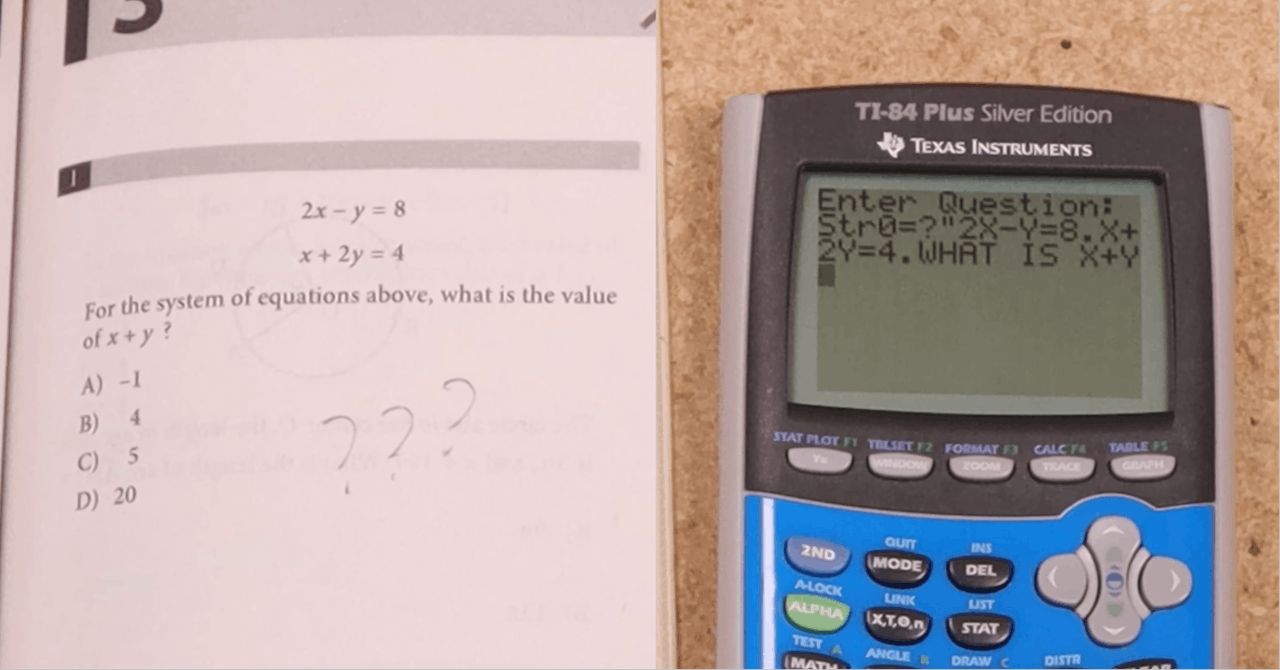 1
2x – y = 8
x + 2y = 4
For the system of equations above, what is the value
of x + y ?
A) –1
B) 4
C) 5
D) 20
? ? ?
TI-84 Plus Silver Edition
TEXAS INSTRUMENTS
Enter Question:
Str0=?"2X-Y=8.X+
2Y=4.WHAT IS X+Y
STAT PLOT F1 TBLSET F2 FORMAT F3 CALC F4 TABLE F5
Y= WINDOW ZOOM TRACE GRAPH
QUIT INS
2ND MODE DEL
A-LOCK LINK LIST
ALPHA X,T,Θ,n STAT
TEST A ANGLE B DRAW C DISTR
MATH